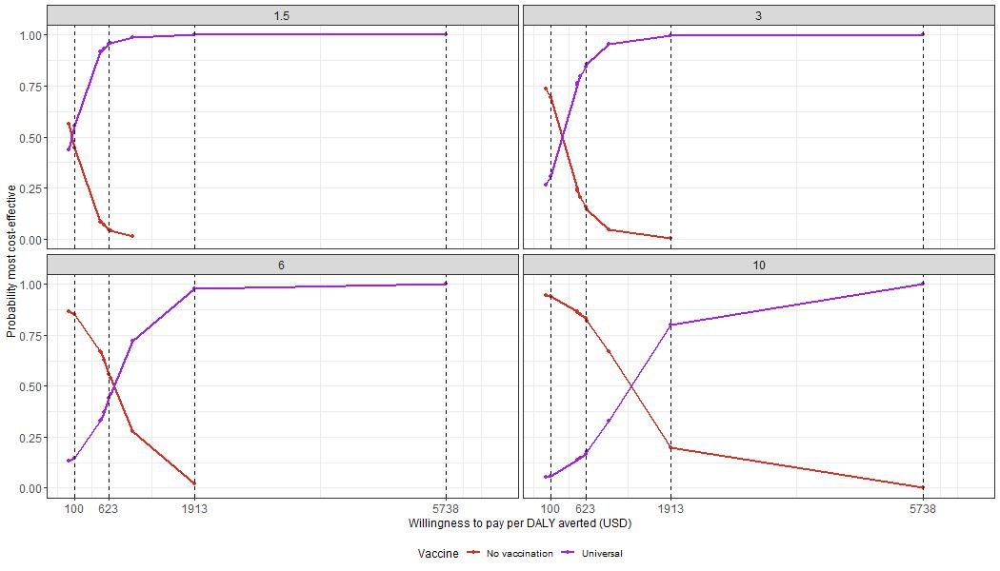 1.5
3
1.00
0.75
0.50
0.25
0.00
6
10
1.00
0.75
0.50
0.25
0.00
Probability most cost-effective
100 623 1913 5738
100 623 1913 5738
Willingness to pay per DALY averted (USD)
Vaccine No vaccination Universal